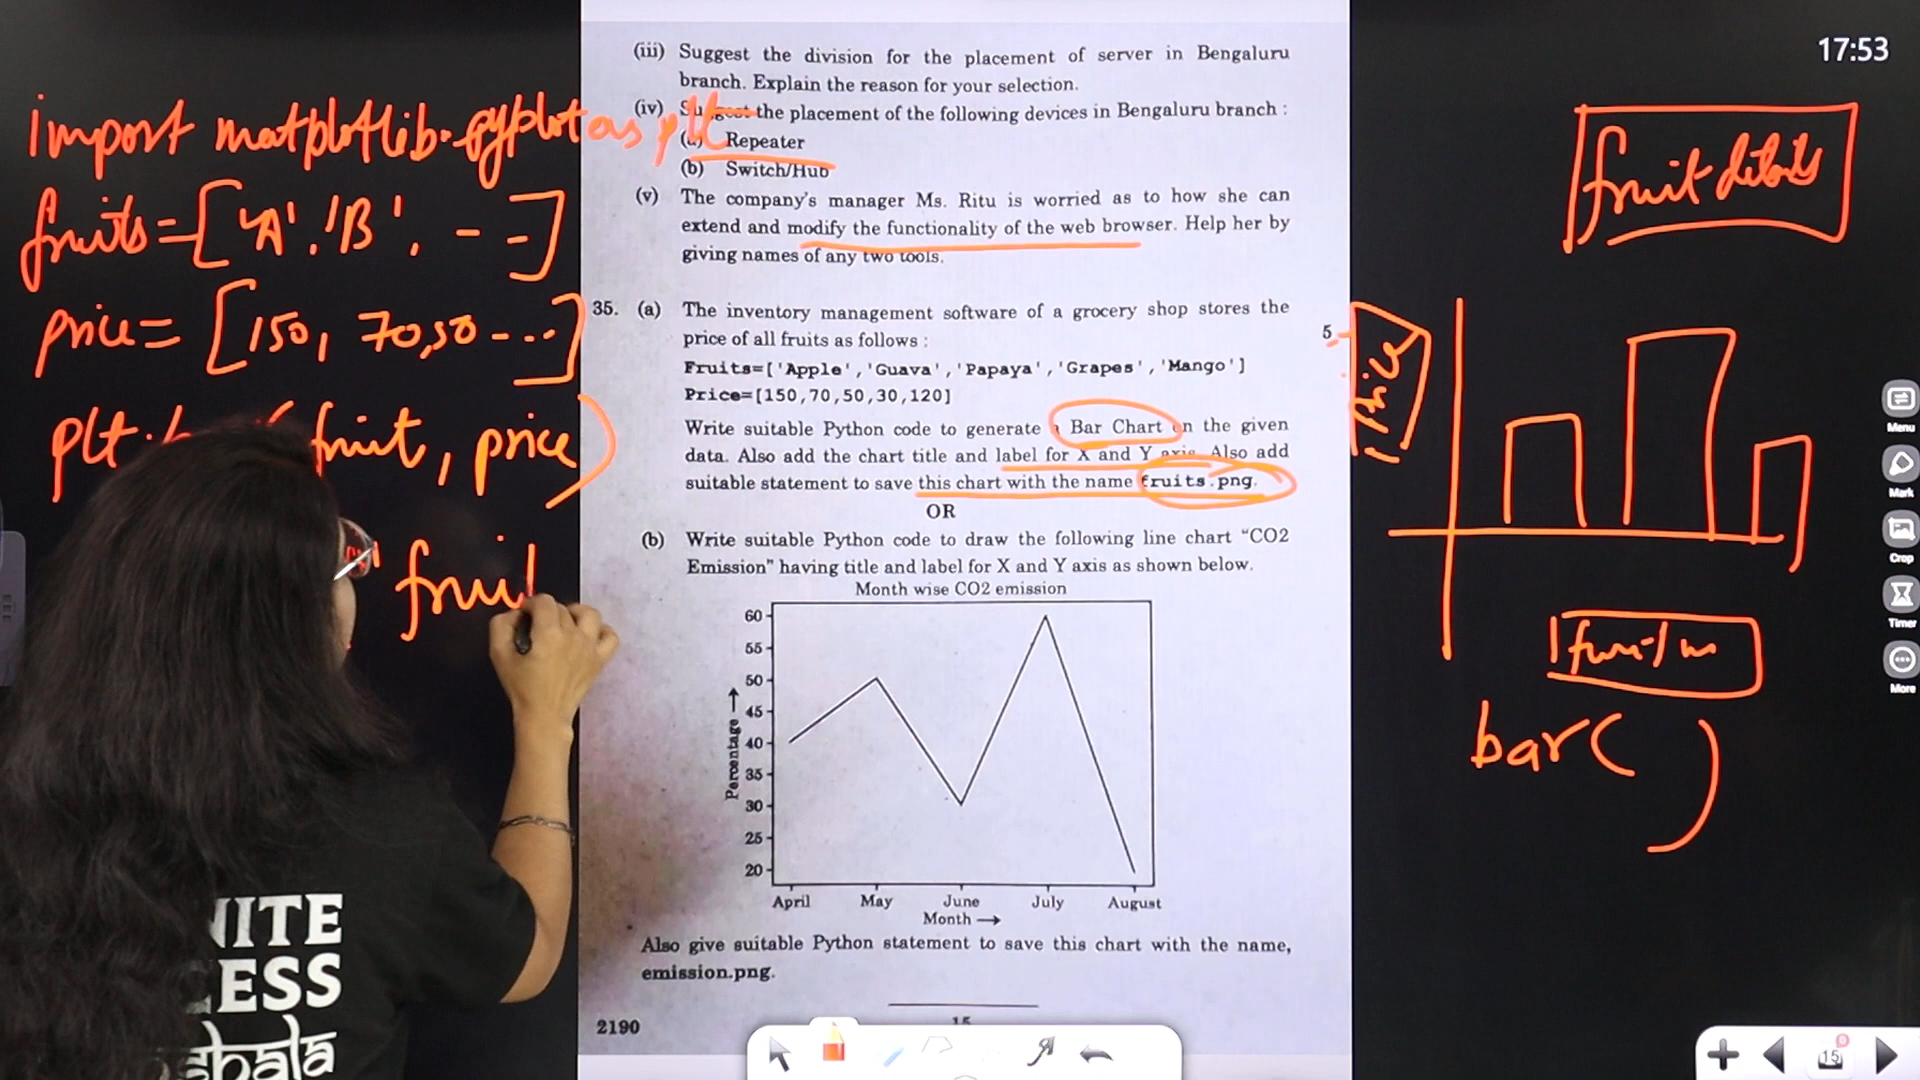 17:53
(iii) Suggest the division for the placement of server in Bengaluru
branch. Explain the reason for your selection.
(iv) Suggest the placement of the following devices in Bengaluru branch :
(a) Repeater
(b) Switch/Hub
(v) The company's manager Ms. Ritu is worried as to how she can
extend and modify the functionality of the web browser. Help her by
giving names of any two tools.
35. (a) The inventory management software of a grocery shop stores the
price of all fruits as follows :
5
Fruits=['Apple','Guava','Papaya','Grapes','Mango']
Price=[150,70,50,30,120]
Write suitable Python code to generate a Bar Chart on the given
data. Also add the chart title and label for X and Y axis. Also add
suitable statement to save this chart with the name fruits.png.
OR
(b) Write suitable Python code to draw the following line chart "CO2
Emission" having title and label for X and Y axis as shown below.
Month wise CO2 emission
60
55
50
45
40
35
30
25
20
Percentage →
April May June July August
Month →
Also give suitable Python statement to save this chart with the name,
emission.png.
2190
15
import matplotlib.pyplot as plt
fruits=['A','B', - -]
price=[150, 70,50 - ...]
plt.b (fruit, price)
fruit
fruit details
Price
bar( )
NITE
ESS
Menu
Mark
Crop
Timer
More
15